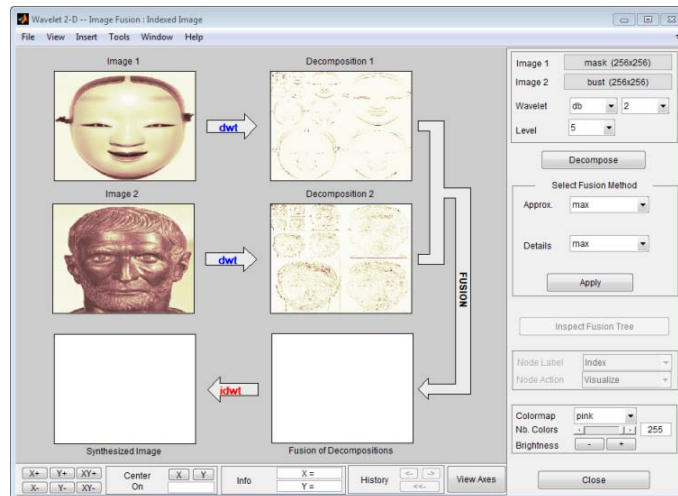 Wavelet 2-D -- Image Fusion : Indexed Image
File View Insert Tools Window Help
Image 1
Decomposition 1
dwt
Image 2
Decomposition 2
dwt
FUSION
idwt
Synthesized Image
Fusion of Decompositions
Image 1 mask (256x256)
Image 2 bust (256x256)
Wavelet db 2
Level 5
Decompose
Select Fusion Method
Approx. max
Details max
Apply
Inspect Fusion Tree
Node Label Index
Node Action Visualize
Colormap pink
Nb. Colors 255
Brightness - +
X+ Y+ XY+
X- Y- XY-
Center On X Y
Info X = Y =
History <- -> <<-
View Axes
Close